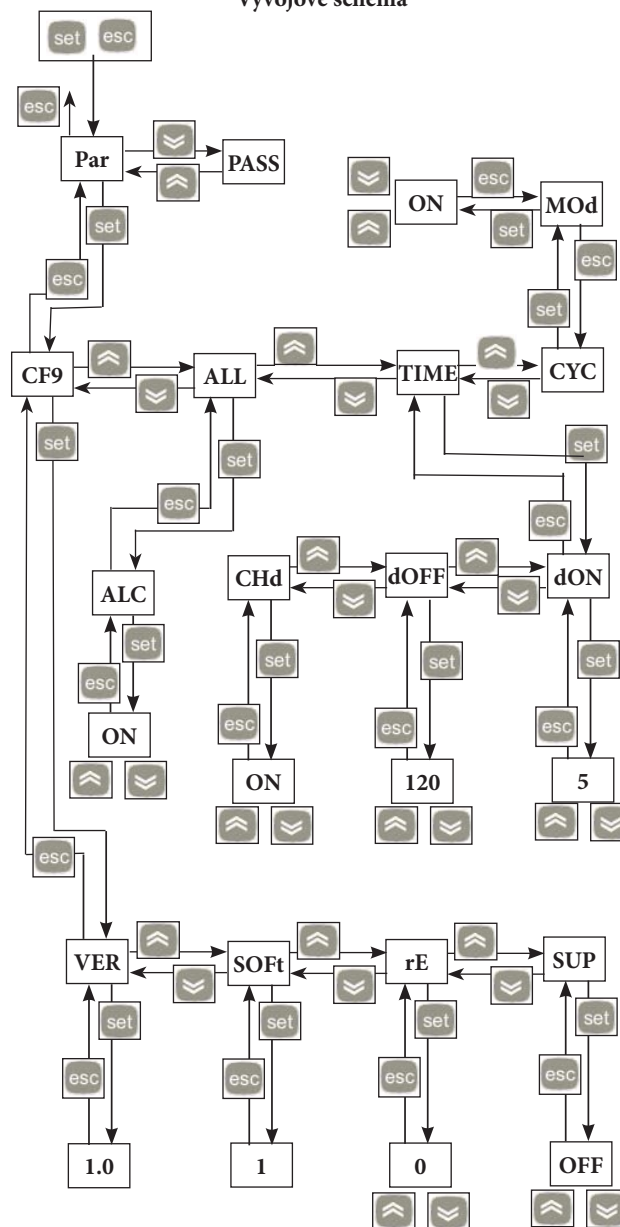 Vývojové schéma
set esc
esc
Par
PASS
set
esc
ON
esc
MOd
set
esc
set
CF9
ALL
TIME
CYC
set
set
set
esc
esc
ALC
CHd
dOFF
dON
set
set
set
set
esc
esc
esc
esc
ON
ON
120
5
esc
VER
SOFt
rE
SUP
set
set
set
set
esc
esc
esc
esc
1.0
1
0
OFF